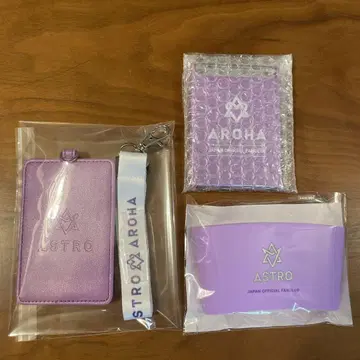 AROHA
JAPAN OFFICIAL FANCLUB
ASTRO
ASTRO AROHA
ASTRO
JAPAN OFFICIAL FANCLUB